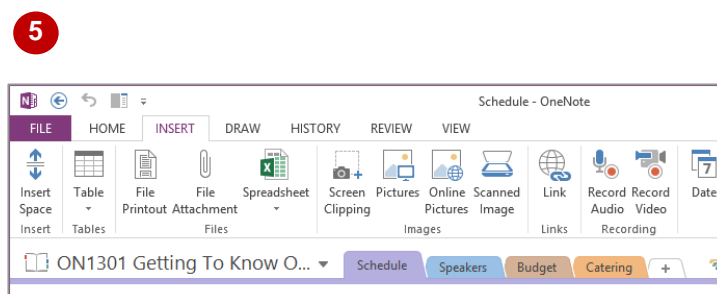 5
Schedule - OneNote
FILE HOME INSERT DRAW HISTORY REVIEW VIEW
7
Insert Table File File Spreadsheet Screen Pictures Online Scanned Link Record Record Date
Space Printout Attachment Clipping Pictures Image Audio Video
Insert Tables Files Images Links Recording
ON1301 Getting To Know O... Schedule Speakers Budget Catering +